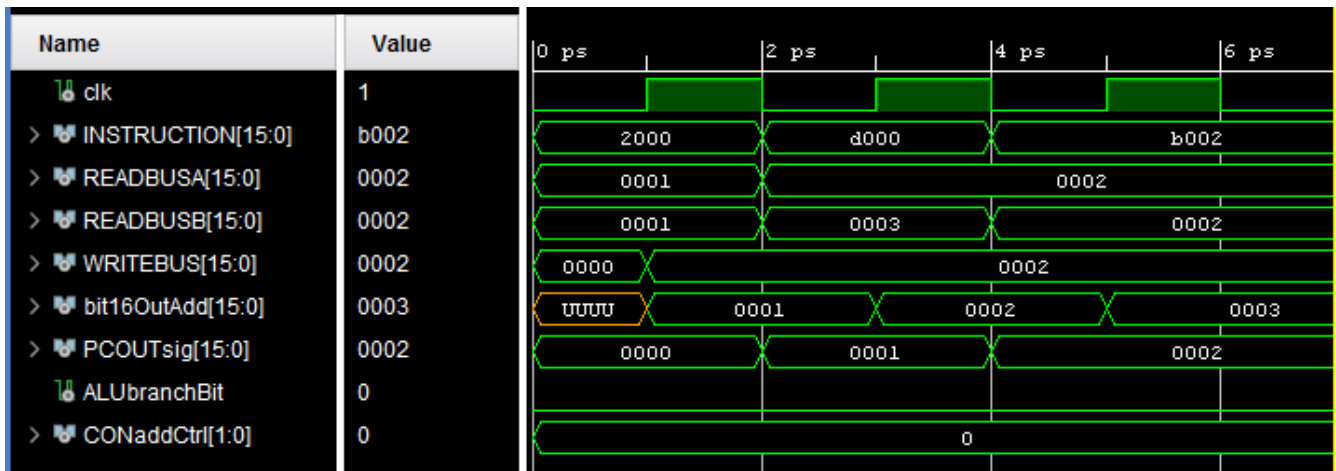 Name Value 0 ps 2 ps 4 ps 6 ps
clk 1
INSTRUCTION[15:0] b002 2000 d000 b002
READBUSA[15:0] 0002 0001 0002
READBUSB[15:0] 0002 0001 0003 0002
WRITEBUS[15:0] 0002 0000 0002
bit16OutAdd[15:0] 0003 UUUU 0001 0002 0003
PCOUTsig[15:0] 0002 0000 0001 0002
ALUbranchBit 0
CONaddCtrl[1:0] 0 0